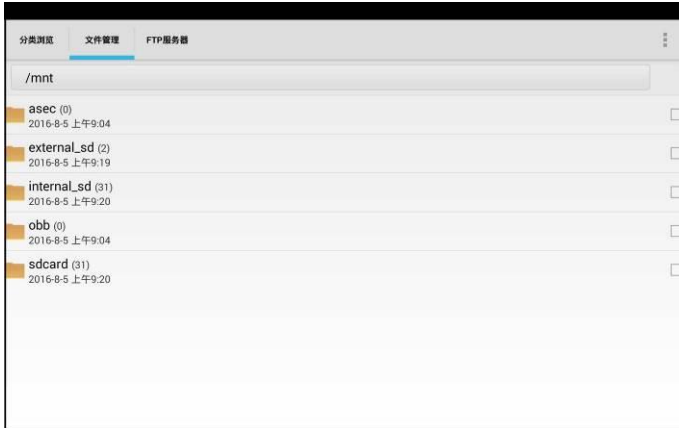 分类浏览 文件管理 FTP服务器
/mnt
asec (0)
2016-8-5 上午9:04
external_sd (2)
2016-8-5 上午9:19
internal_sd (31)
2016-8-5 上午9:20
obb (0)
2016-8-5 上午9:04
sdcard (31)
2016-8-5 上午9:20